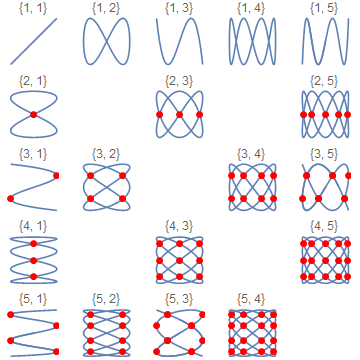 {1, 1} {1, 2} {1, 3} {1, 4} {1, 5}
{2, 1} {2, 3} {2, 5}
{3, 1} {3, 2} {3, 4} {3, 5}
{4, 1} {4, 3} {4, 5}
{5, 1} {5, 2} {5, 3} {5, 4}